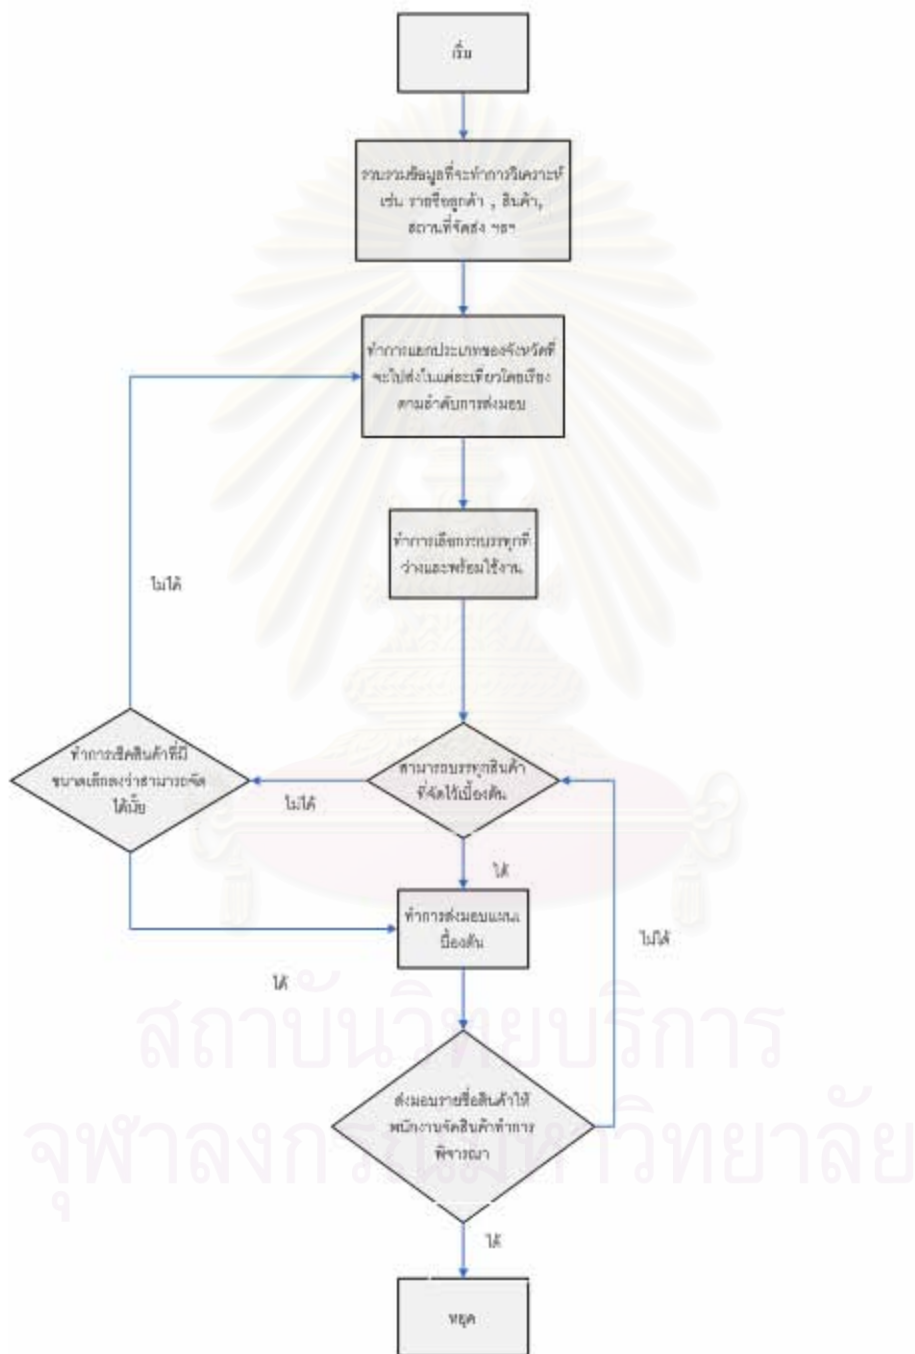 เริ่ม
รวบรวมข้อมูลที่จะทำการวิเคราะห์
เช่น รายชื่อลูกค้า , สินค้า,
สถานที่จัดส่ง ฯลฯ
ทำการแยกประเภทของจังหวัดที่
จะไปส่งในแต่ละเที่ยวโดยเรียง
ตามลำดับการส่งมอบ
ทำการเลือกรถบรรทุกที่
ว่างและพร้อมใช้งาน
ไม่ได้
ทำการเช็คสินค้าที่มี
ขนาดเล็กลงว่าสามารถจัด
ได้มั้ย
ไม่ได้
สามารถบรรทุกสินค้า
ที่จัดไว้เบื้องต้น
ได้
ทำการส่งมอบแผนเ
บื้องต้น
ไม่ได้
ได้
ส่งมอบรายชื่อสินค้าให้
พนักงานจัดสินค้าทำการ
พิจารณา
ได้
หยุด
สถาบันวิทยบริการ
จุฬาลงกรณ์มหาวิทยาลัย